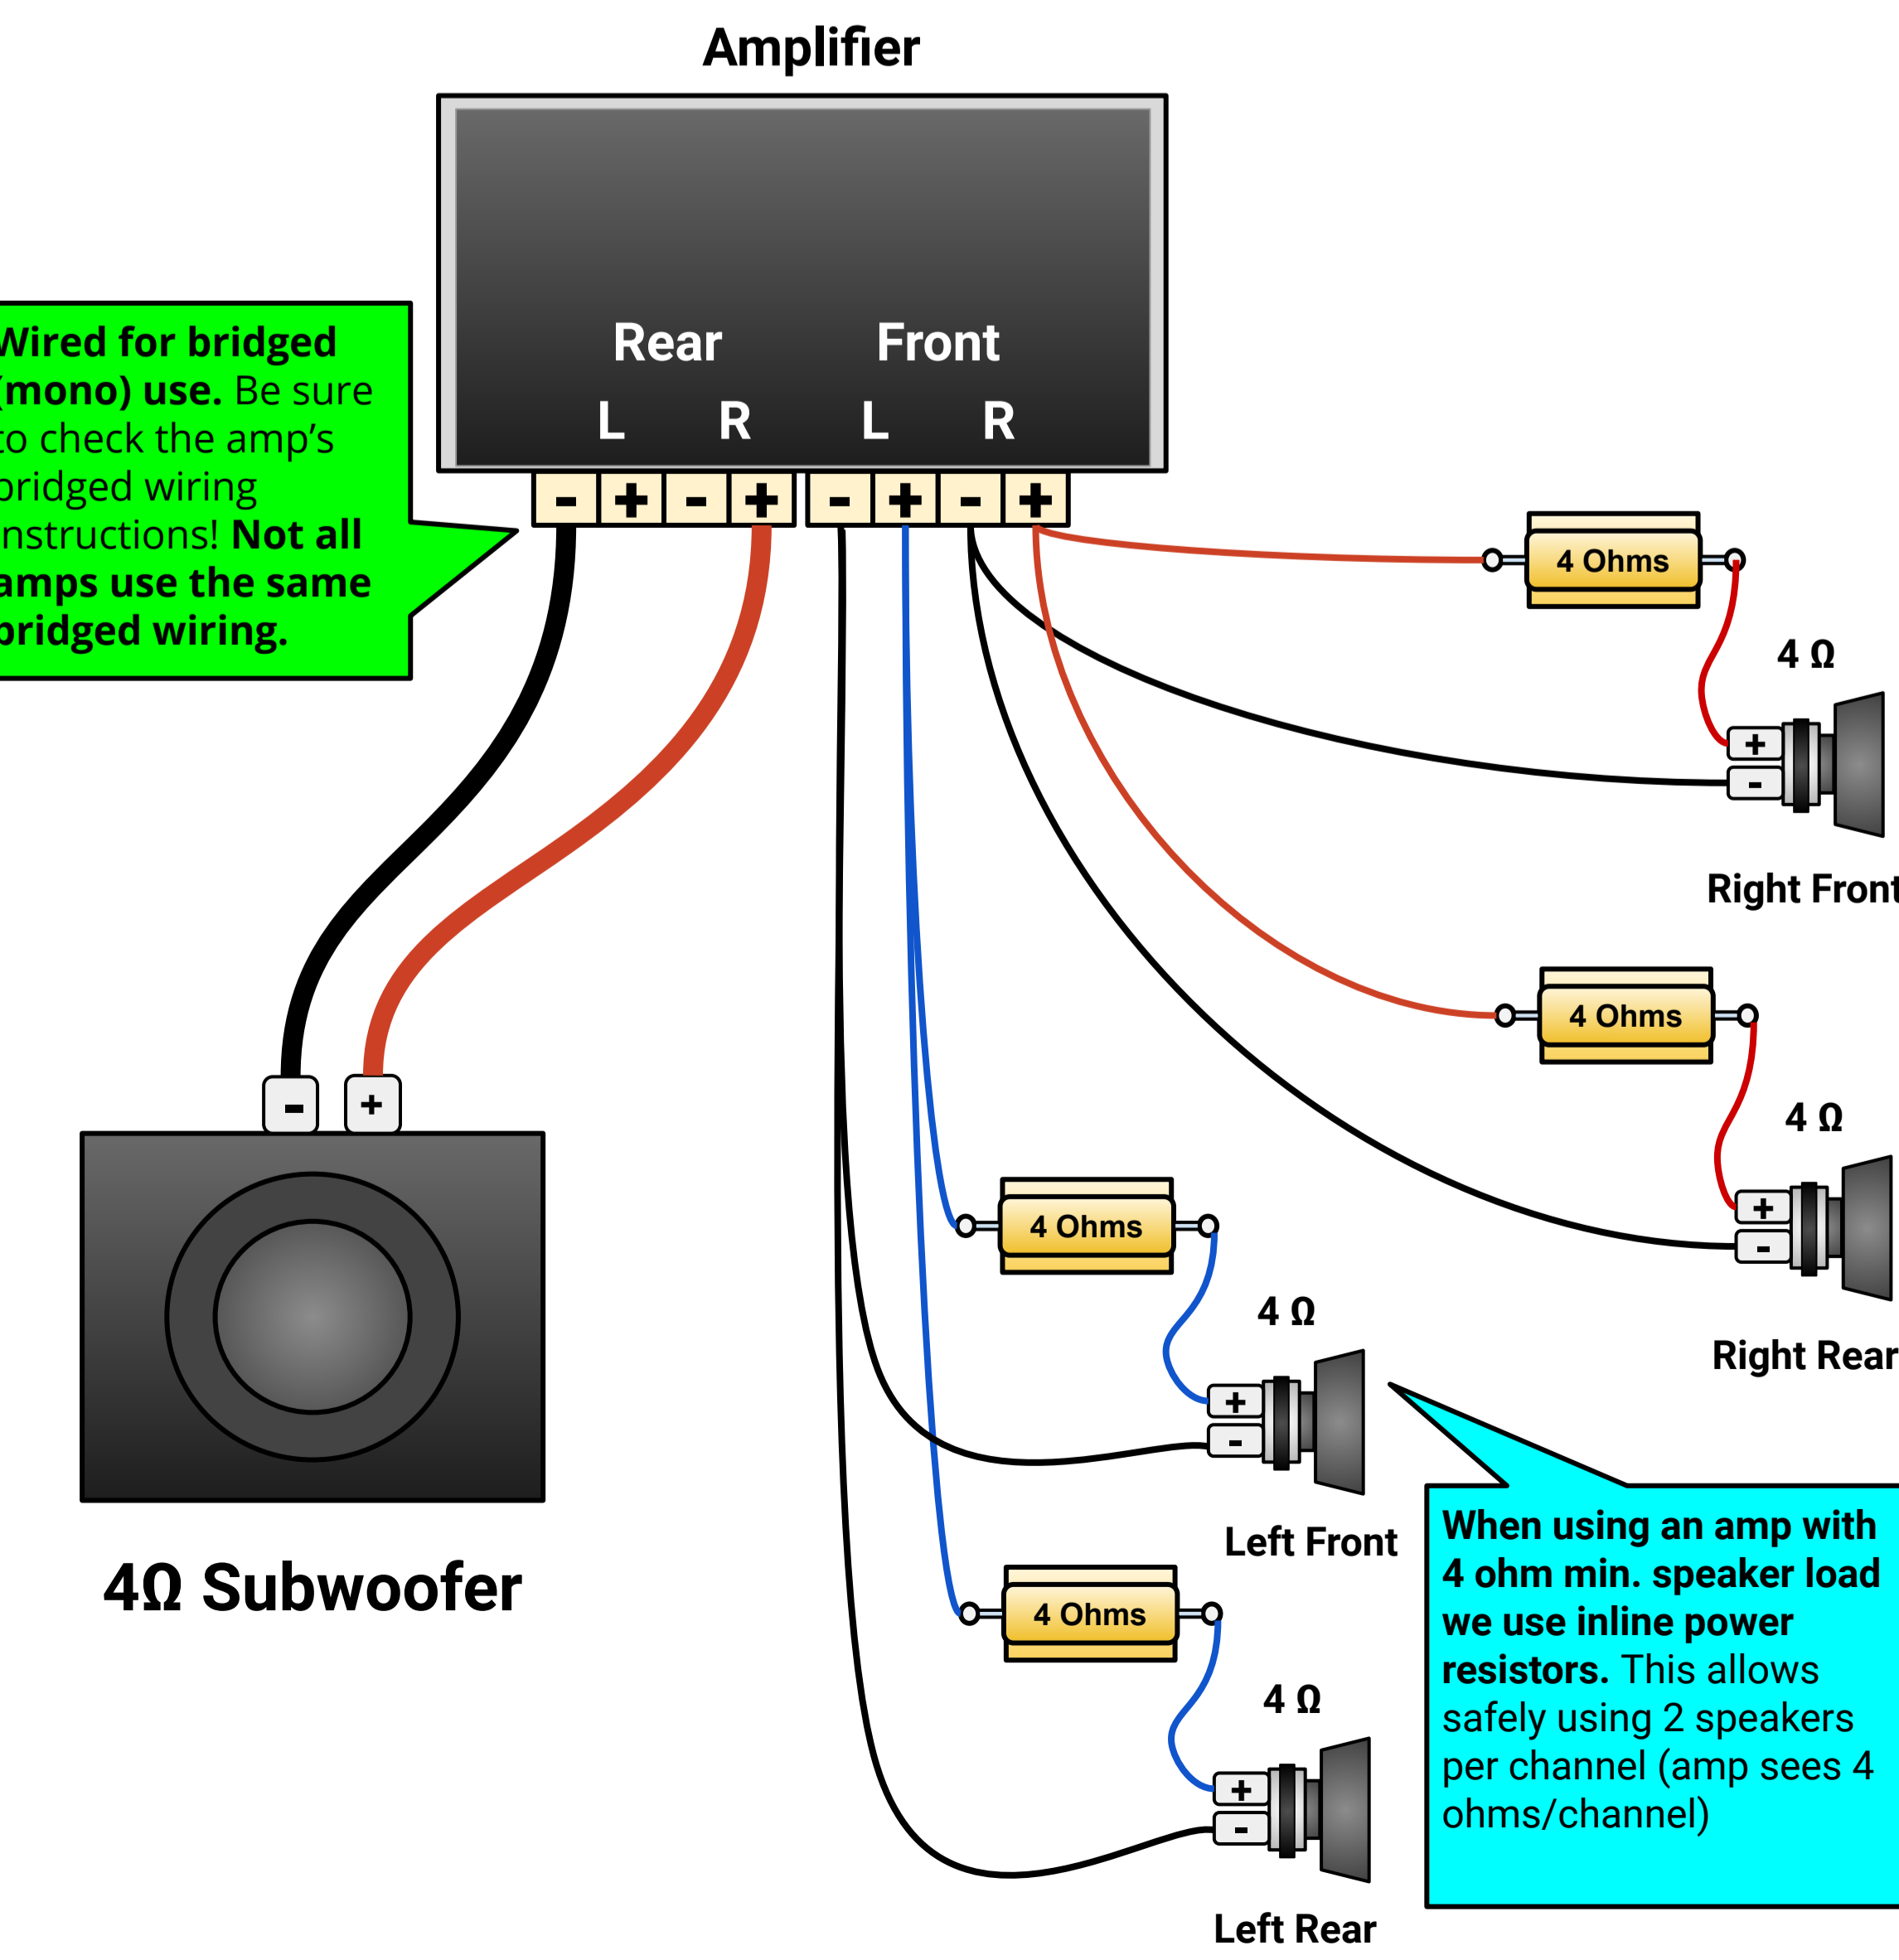 Amplifier
Rear Front
L R L R
- + - + - + - +
Wired for bridged
(mono) use. Be sure
to check the amp's
bridged wiring
instructions! Not all
amps use the same
bridged wiring.
4 Ohms
4 Ω
+
-
Right Front
4 Ohms
4 Ω
+
-
Right Rear
- +
4Ω Subwoofer
4 Ohms
4 Ω
+
-
Left Front
4 Ohms
4 Ω
+
-
Left Rear
When using an amp with
4 ohm min. speaker load
we use inline power
resistors. This allows
safely using 2 speakers
per channel (amp sees 4
ohms/channel)